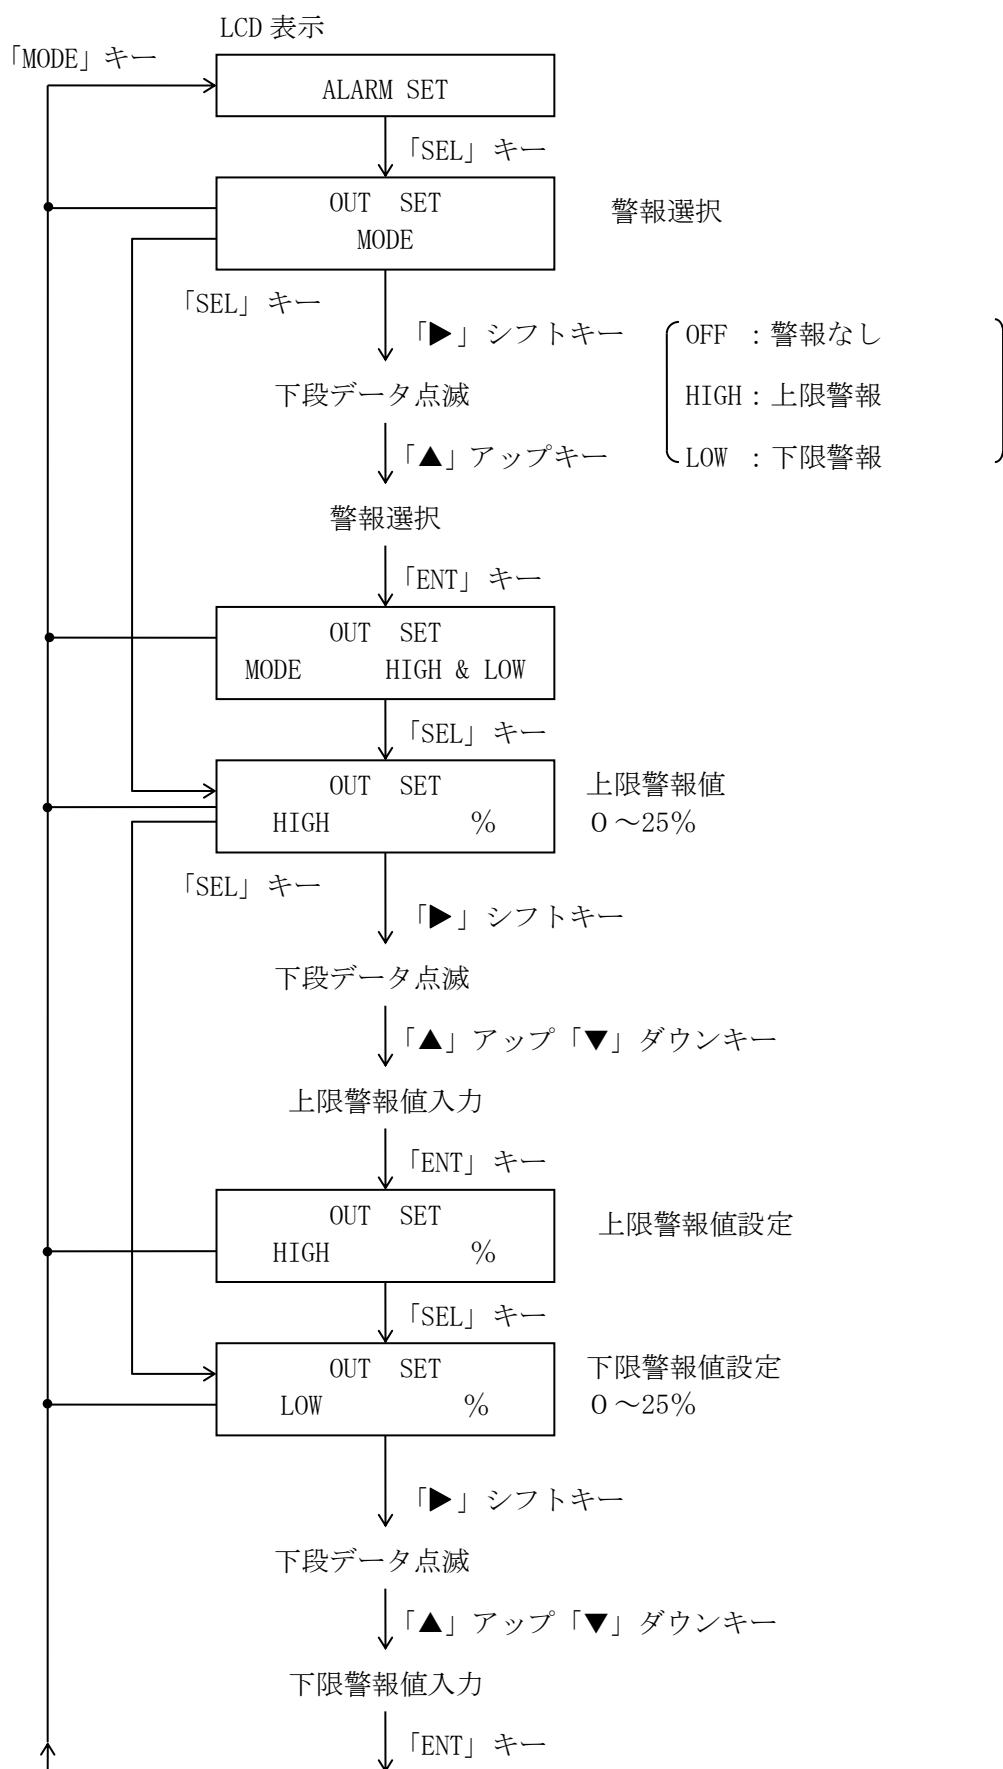 LCD 表示
「MODE」キー
ALARM SET
「SEL」キー
OUT SET
MODE
警報選択
「SEL」キー
「▶」シフトキー
OFF ：警報なし
HIGH：上限警報
LOW ：下限警報
下段データ点滅
「▲」アップキー
警報選択
「ENT」キー
OUT SET
MODE HIGH & LOW
「SEL」キー
OUT SET
HIGH %
上限警報値
０～25%
「SEL」キー
「▶」シフトキー
下段データ点滅
「▲」アップ「▼」ダウンキー
上限警報値入力
「ENT」キー
OUT SET
HIGH %
上限警報値設定
「SEL」キー
OUT SET
LOW %
下限警報値設定
０～25%
「▶」シフトキー
下段データ点滅
「▲」アップ「▼」ダウンキー
下限警報値入力
「ENT」キー